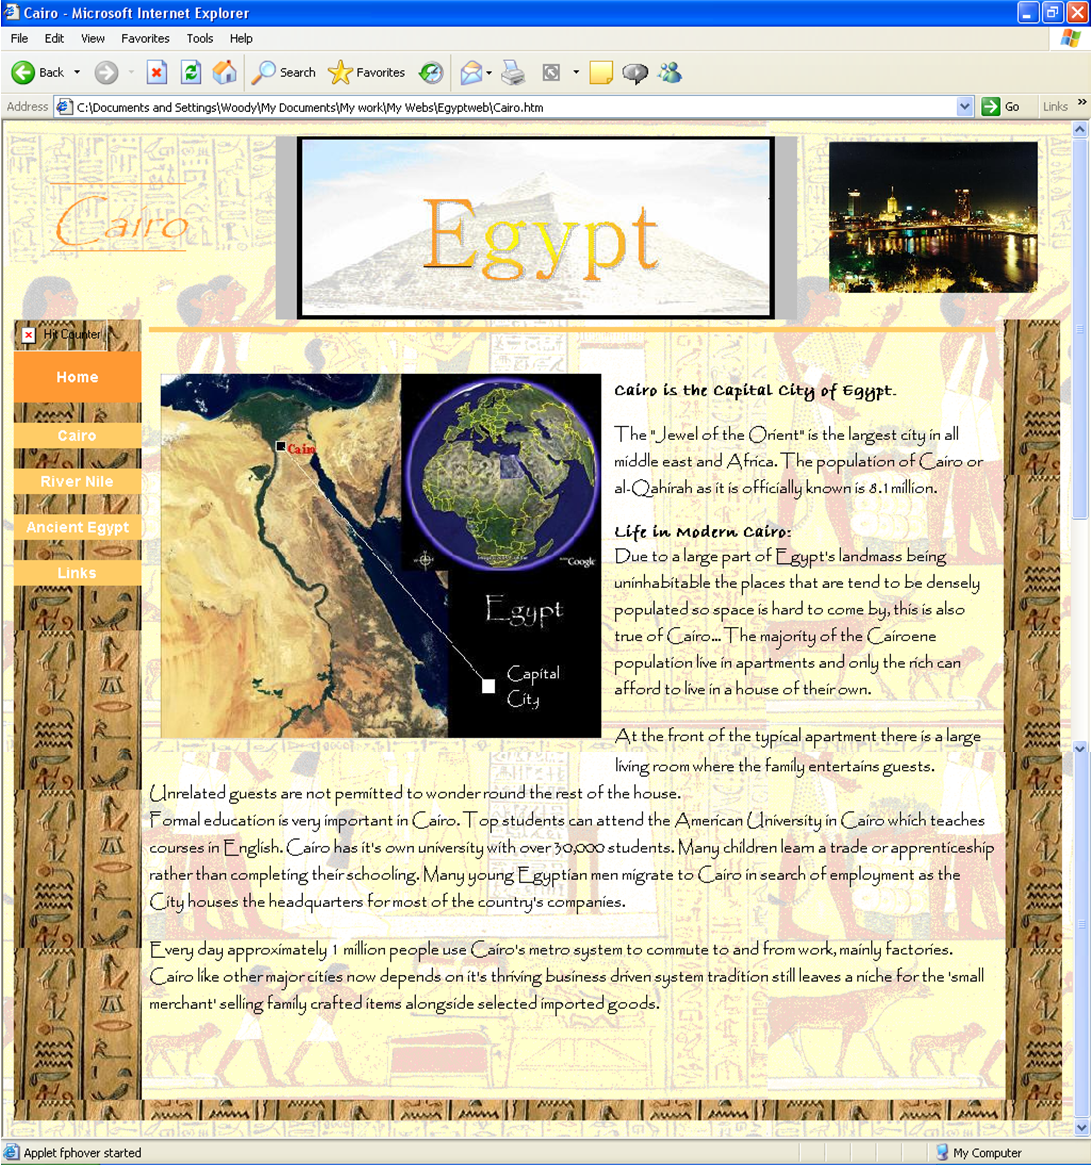 Cairo - Microsoft Internet Explorer
File Edit View Favorites Tools Help
Back Search Favorites
Address C:\Documents and Settings\Woody\My Documents\My work\My Webs\Egyptweb\Cairo.htm Go Links »
Cairo
Egypt
Hit Counter
Home
Cairo
River Nile
Ancient Egypt
Links
Cairo
Google
Egypt
Capital
City
Cairo is the Capital City of Egypt.
The "Jewel of the Orient" is the largest city in all
middle east and Africa. The population of Cairo or
al-Qahirah as it is officially known is 8.1 million.
Life in Modern Cairo:
Due to a large part of Egypt's landmass being
uninhabitable the places that are tend to be densely
populated so space is hard to come by, this is also
true of Cairo... The majority of the Cairoene
population live in apartments and only the rich can
afford to live in a house of their own.
At the front of the typical apartment there is a large
living room where the family entertains guests.
Unrelated guests are not permitted to wonder round the rest of the house.
Formal education is very important in Cairo. Top students can attend the American University in Cairo which teaches
courses in English. Cairo has it's own university with over 30,000 students. Many children learn a trade or apprenticeship
rather than completing their schooling. Many young Egyptian men migrate to Cairo in search of employment as the
City houses the headquarters for most of the country's companies.
Every day approximately 1 million people use Cairo's metro system to commute to and from work, mainly factories.
Cairo like other major cities now depends on it's thriving business driven system tradition still leaves a niche for the 'small
merchant' selling family crafted items alongside selected imported goods.
Applet fphover started
My Computer